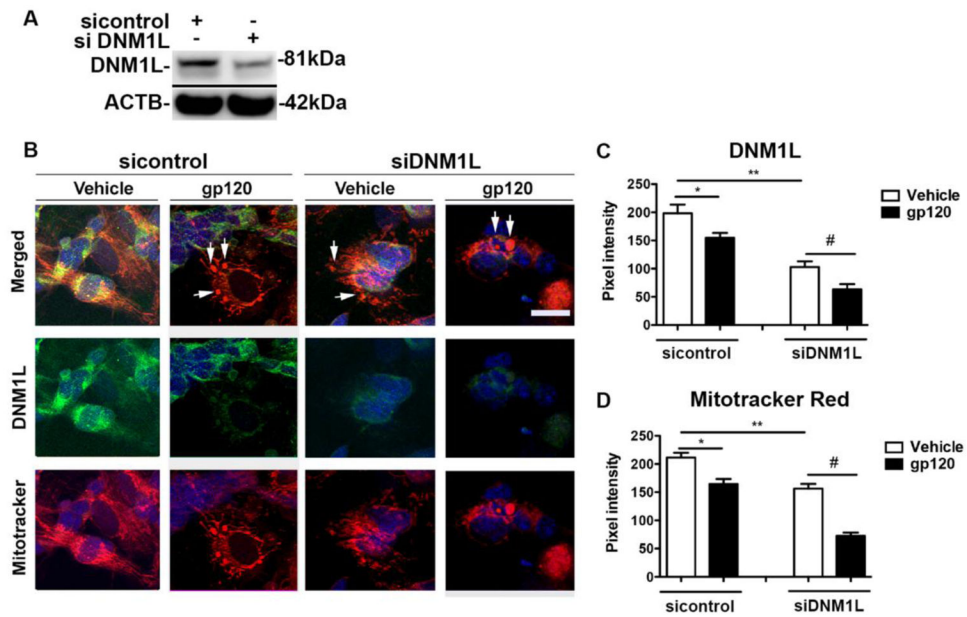 A
sicontrol + -
si DNM1L - +
DNM1L- -81kDa
ACTB- -42kDa
B
sicontrol siDNM1L
Vehicle gp120 Vehicle gp120
Merged
DNM1L
Mitotracker
C
DNM1L
**
*
#
Vehicle
gp120
Pixel intensity
250
200
150
100
50
0
sicontrol siDNM1L
D
Mitotracker Red
**
*
#
Vehicle
gp120
Pixel intensity
250
200
150
100
50
0
sicontrol siDNM1L